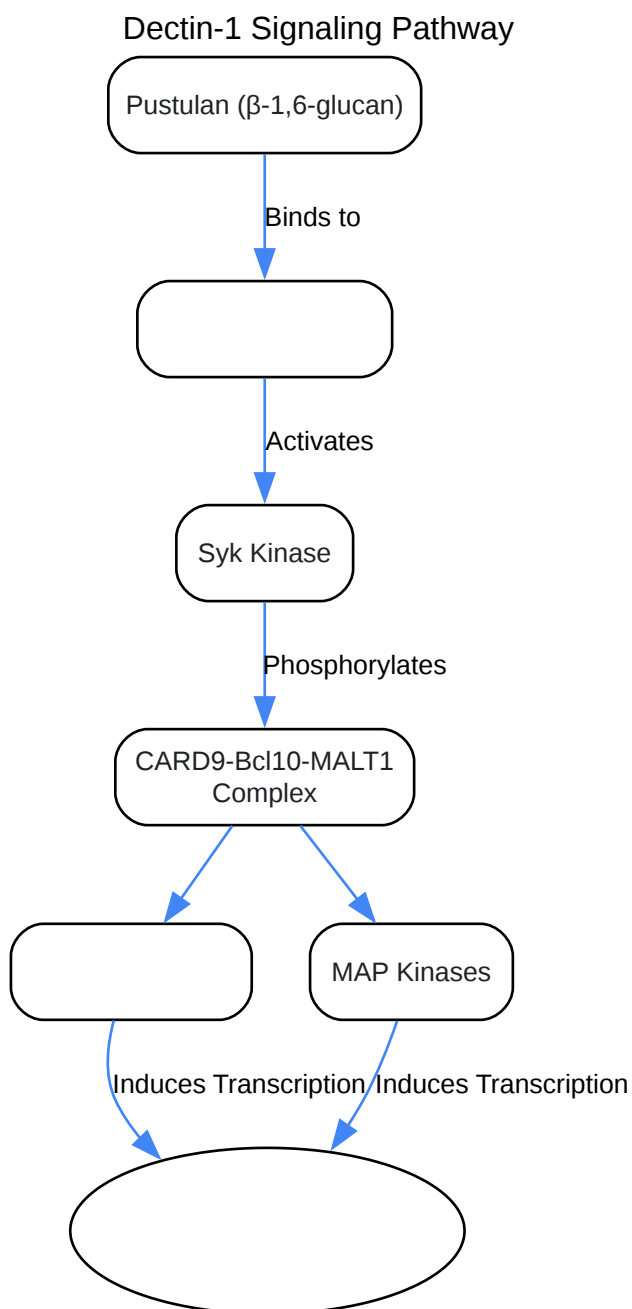 Dectin-1 Signaling Pathway
Pustulan (β-1,6-glucan)
Binds to
Activates
Syk Kinase
Phosphorylates
CARD9-Bcl10-MALT1
Complex
MAP Kinases
Induces Transcription
Induces Transcription